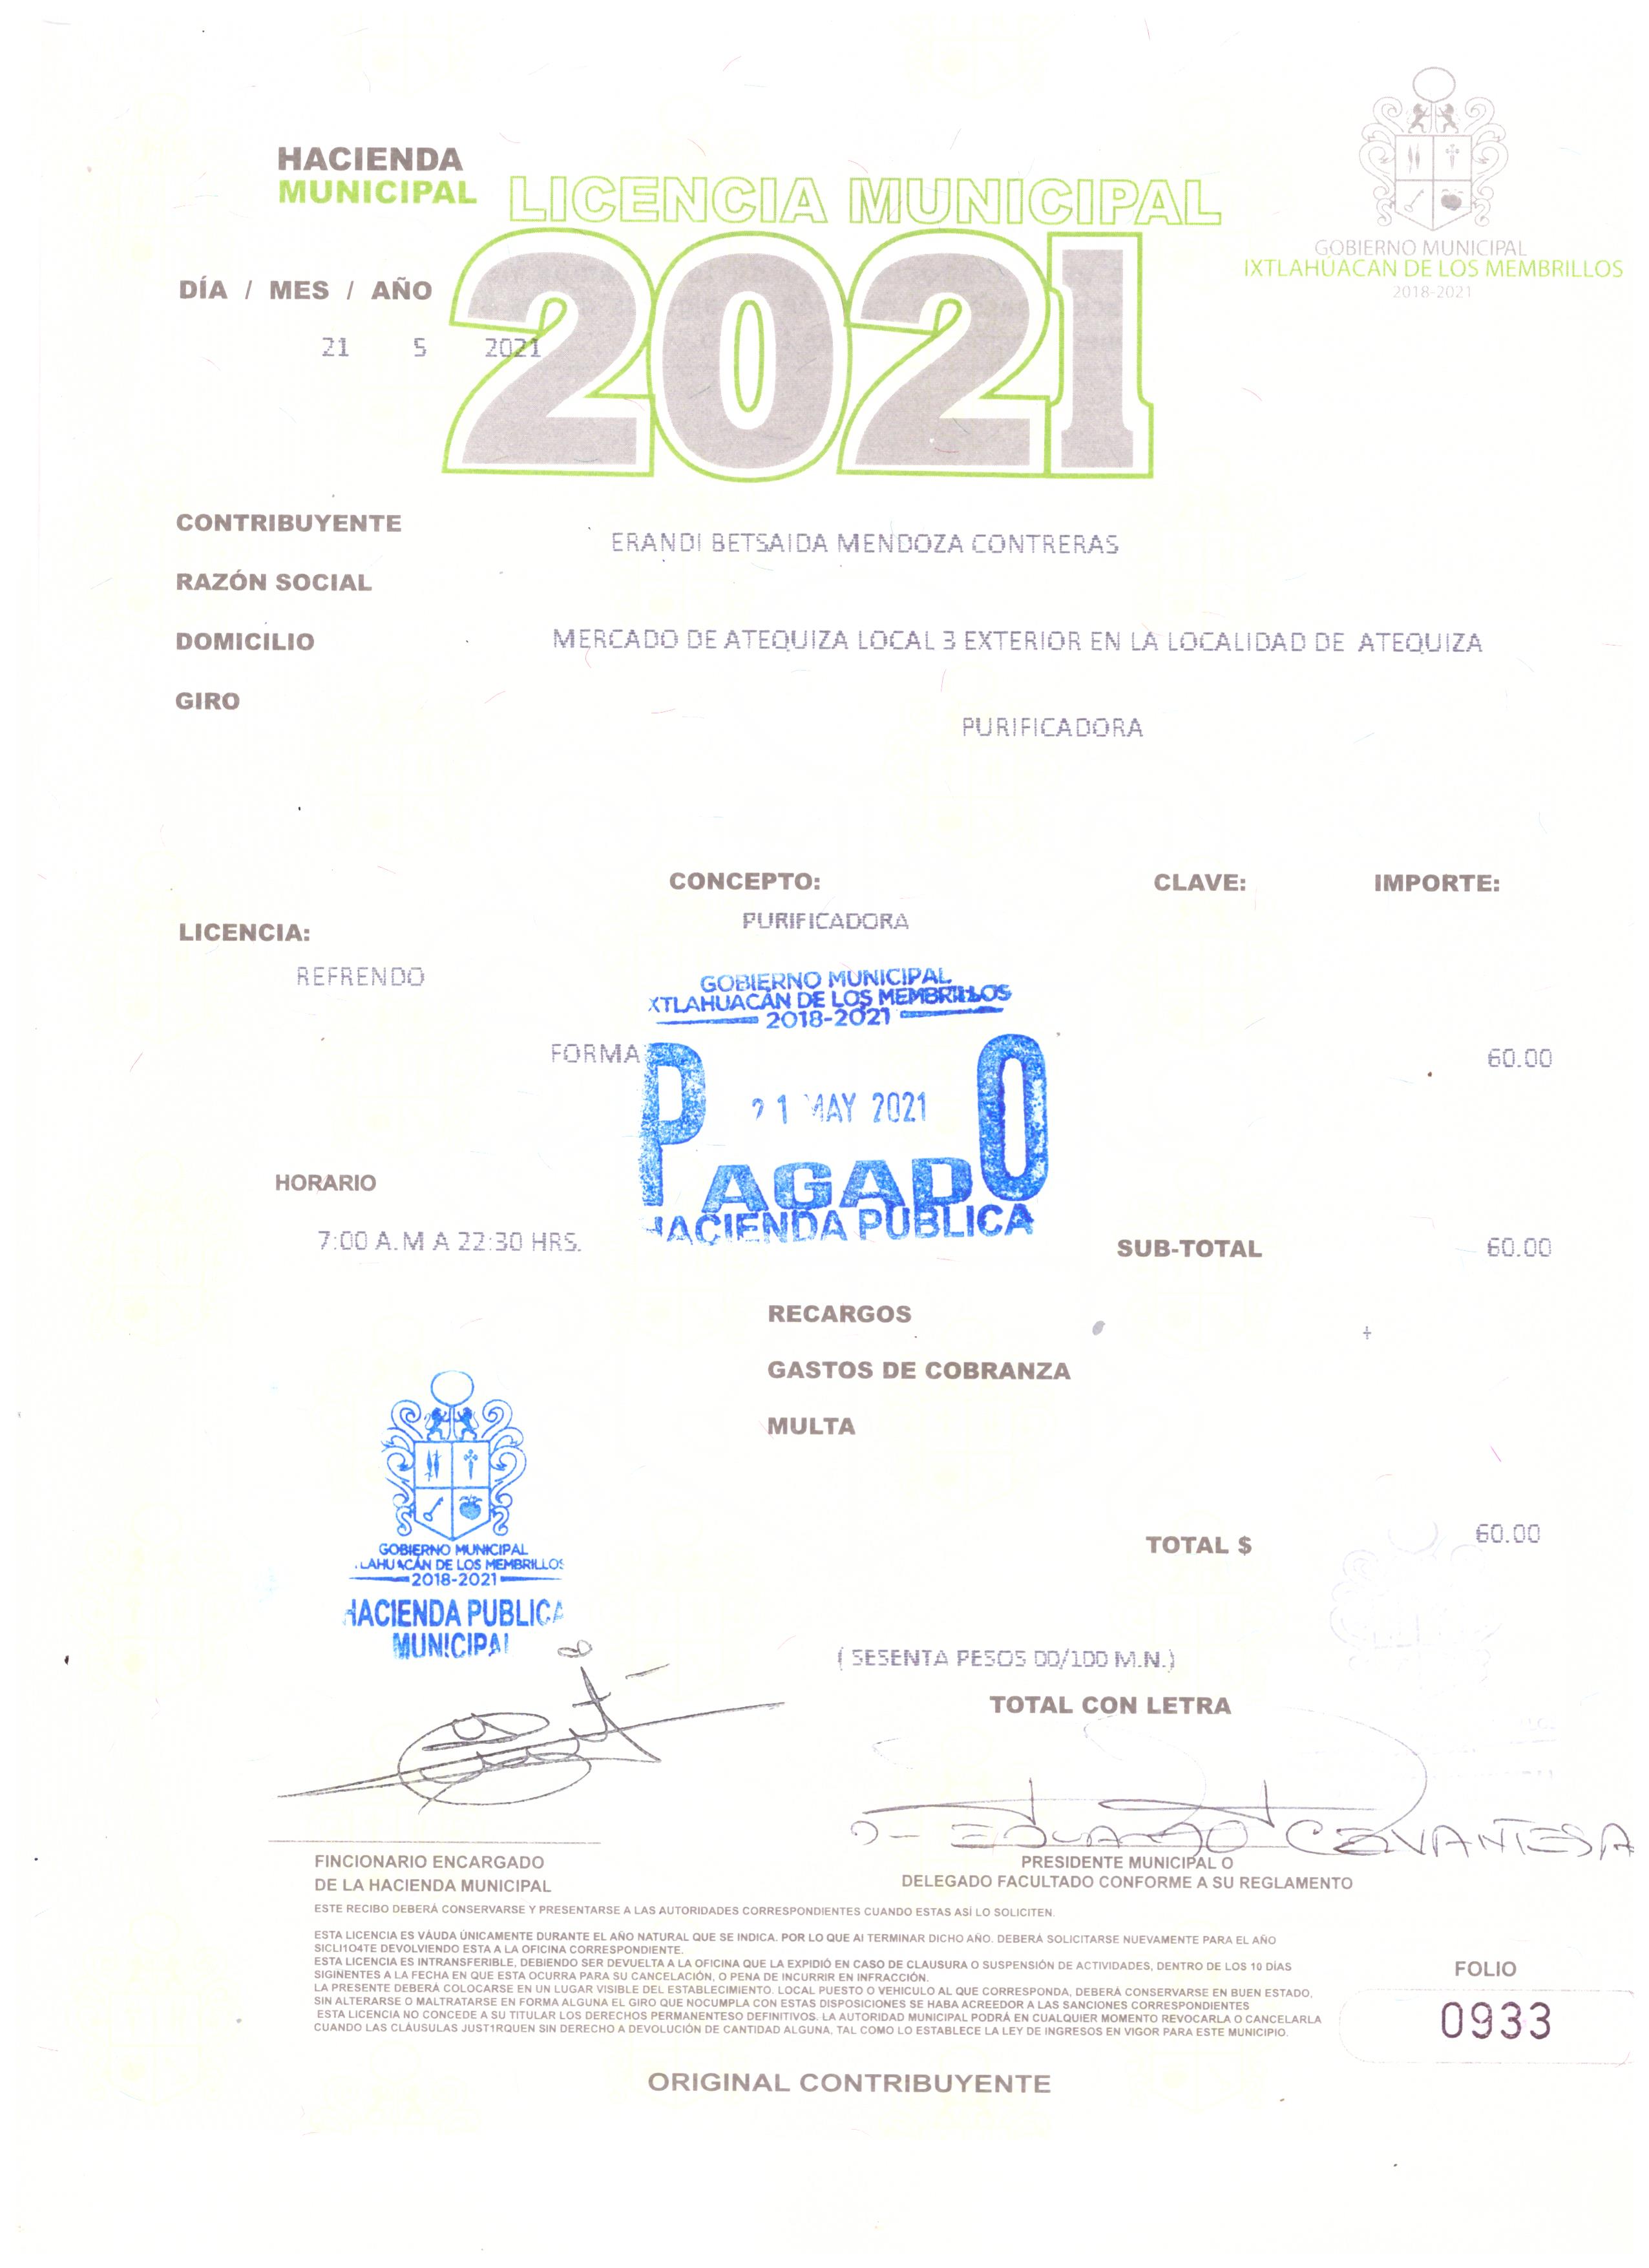 HACIENDA
MUNICIPAL
LICENCIA MUNICIPAL
2021
GOBIERNO MUNICIPAL
IXTLAHUACAN DE LOS MEMBRILLOS
2018-2021
DÍA / MES / AÑO
21 5 2021
CONTRIBUYENTE
ERANDI BETSAIDA MENDOZA CONTRERAS
RAZÓN SOCIAL
DOMICILIO
MERCADO DE ATEQUIZA LOCAL 3 EXTERIOR EN LA LOCALIDAD DE ATEQUIZA
GIRO
PURIFICADORA
CONCEPTO: CLAVE: IMPORTE:
PURIFICADORA
LICENCIA:
REFRENDO
GOBIERNO MUNICIPAL
XTLAHUACÁN DE LOS MEMBRILLOS
2018-2021
FORMA 60.00
P O
21 MAY 2021
AGAD
HACIENDA PÚBLICA
HORARIO
7:00 A.M A 22:30 HRS.
SUB-TOTAL 60.00
RECARGOS
GASTOS DE COBRANZA
MULTA
GOBIERNO MUNICIPAL
LAHUACÁN DE LOS MEMBRILLOS
2018-2021
HACIENDA PUBLICA
MUNICIPAL
TOTAL $ 60.00
( SESENTA PESOS 00/100 M.N.)
TOTAL CON LETRA
EDUARDO CERVANTES A
FINCIONARIO ENCARGADO
DE LA HACIENDA MUNICIPAL
PRESIDENTE MUNICIPAL O
DELEGADO FACULTADO CONFORME A SU REGLAMENTO
ESTE RECIBO DEBERÁ CONSERVARSE Y PRESENTARSE A LAS AUTORIDADES CORRESPONDIENTES CUANDO ESTAS ASÍ LO SOLICITEN.
ESTA LICENCIA ES VÁUDA ÚNICAMENTE DURANTE EL AÑO NATURAL QUE SE INDICA. POR LO QUE AI TERMINAR DICHO AÑO. DEBERÁ SOLICITARSE NUEVAMENTE PARA EL AÑO
SICLI1O4TE DEVOLVIENDO ESTA A LA OFICINA CORRESPONDIENTE.
ESTA LICENCIA ES INTRANSFERIBLE, DEBIENDO SER DEVUELTA A LA OFICINA QUE LA EXPIDIÓ EN CASO DE CLAUSURA O SUSPENSIÓN DE ACTIVIDADES, DENTRO DE LOS 10 DÍAS
SIGINENTES A LA FECHA EN QUE ESTA OCURRA PARA SU CANCELACIÓN, O PENA DE INCURRIR EN INFRACCIÓN.
LA PRESENTE DEBERÁ COLOCARSE EN UN LUGAR VISIBLE DEL ESTABLECIMIENTO. LOCAL PUESTO O VEHICULO AL QUE CORRESPONDA, DEBERÁ CONSERVARSE EN BUEN ESTADO,
SIN ALTERARSE O MALTRATARSE EN FORMA ALGUNA EL GIRO QUE NOCUMPLA CON ESTAS DISPOSICIONES SE HABA ACREEDOR A LAS SANCIONES CORRESPONDIENTES
ESTA LICENCIA NO CONCEDE A SU TITULAR LOS DERECHOS PERMANENTESO DEFINITIVOS. LA AUTORIDAD MUNICIPAL PODRÁ EN CUALQUIER MOMENTO REVOCARLA O CANCELARLA
CUANDO LAS CLÁUSULAS JUST1RQUEN SIN DERECHO A DEVOLUCIÓN DE CANTIDAD ALGUNA, TAL COMO LO ESTABLECE LA LEY DE INGRESOS EN VIGOR PARA ESTE MUNICIPIO.
FOLIO
0933
ORIGINAL CONTRIBUYENTE